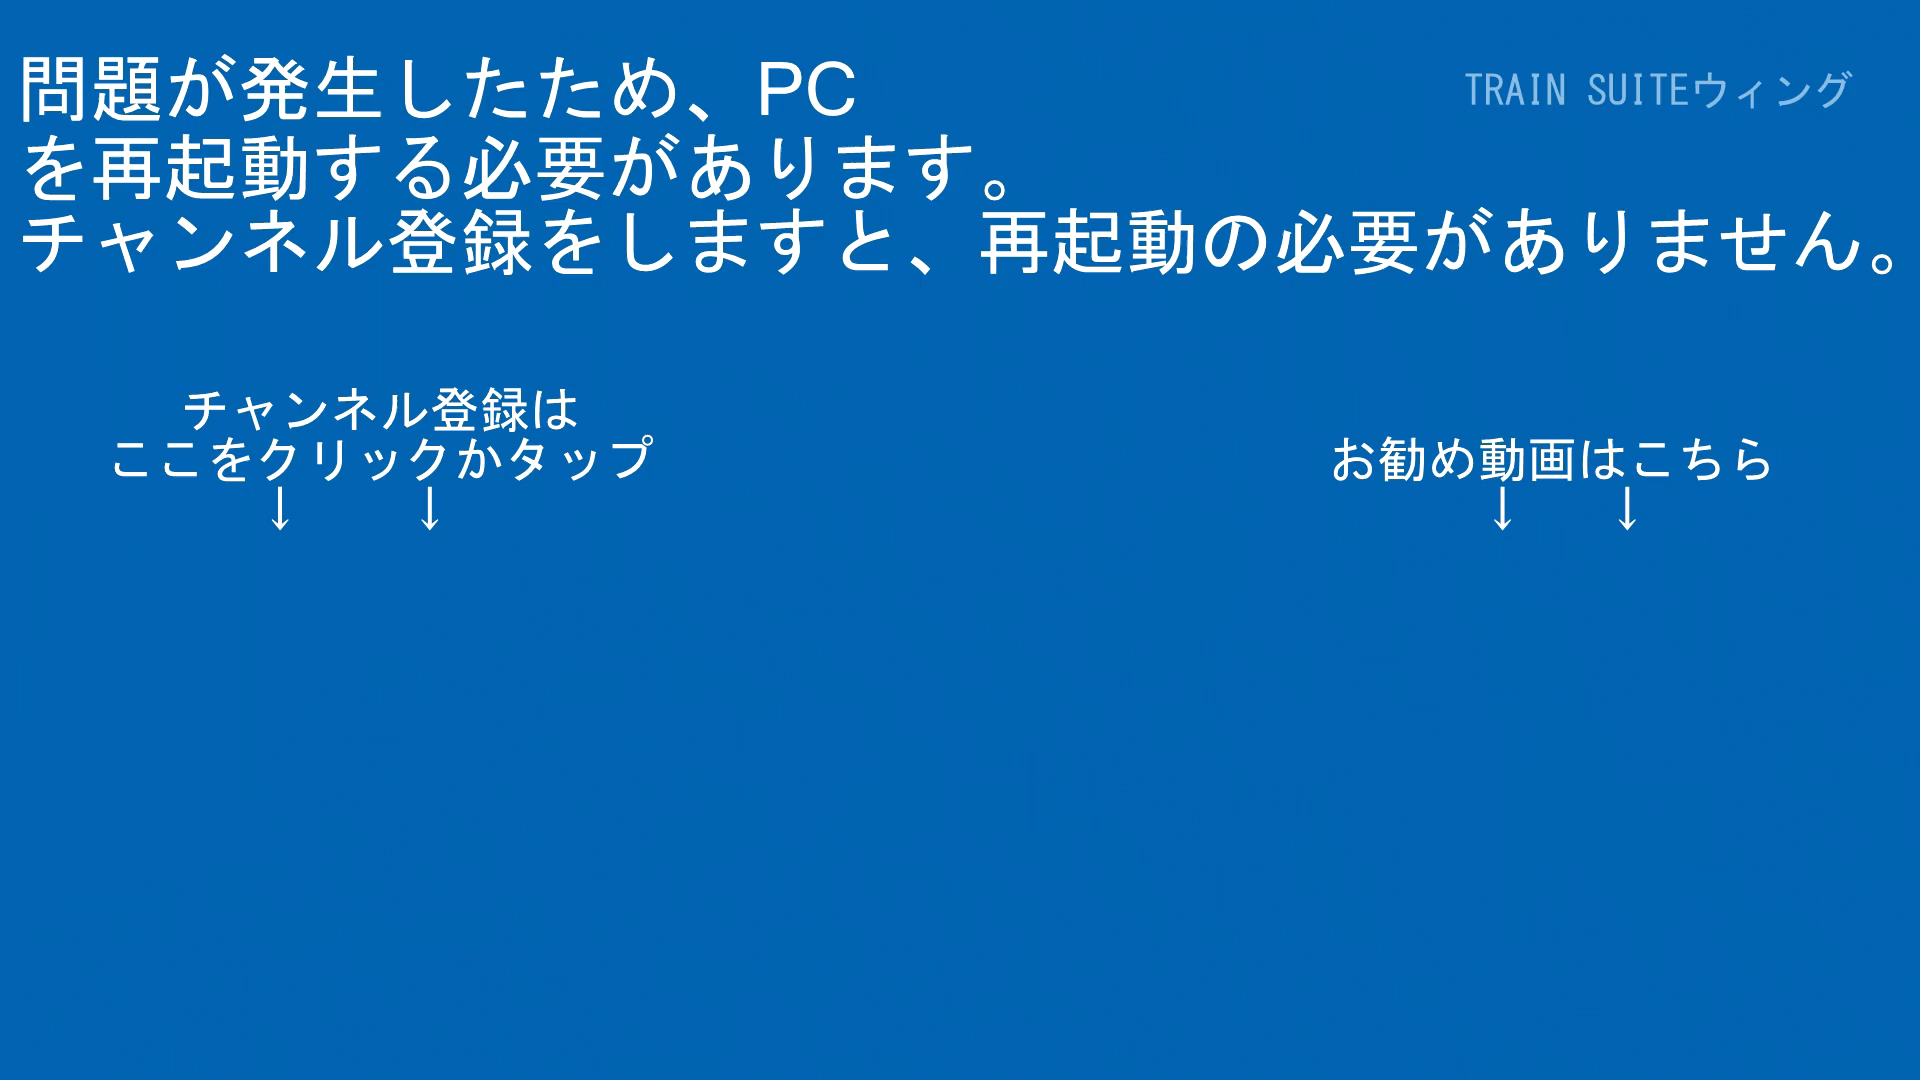 問題が発生したため、PC
TRAIN SUITEウィング
を再起動する必要があります。
チャンネル登録をしますと、再起動の必要がありません。
チャンネル登録は
ここをクリックかタップ
↓ ↓
お勧め動画はこちら
↓ ↓